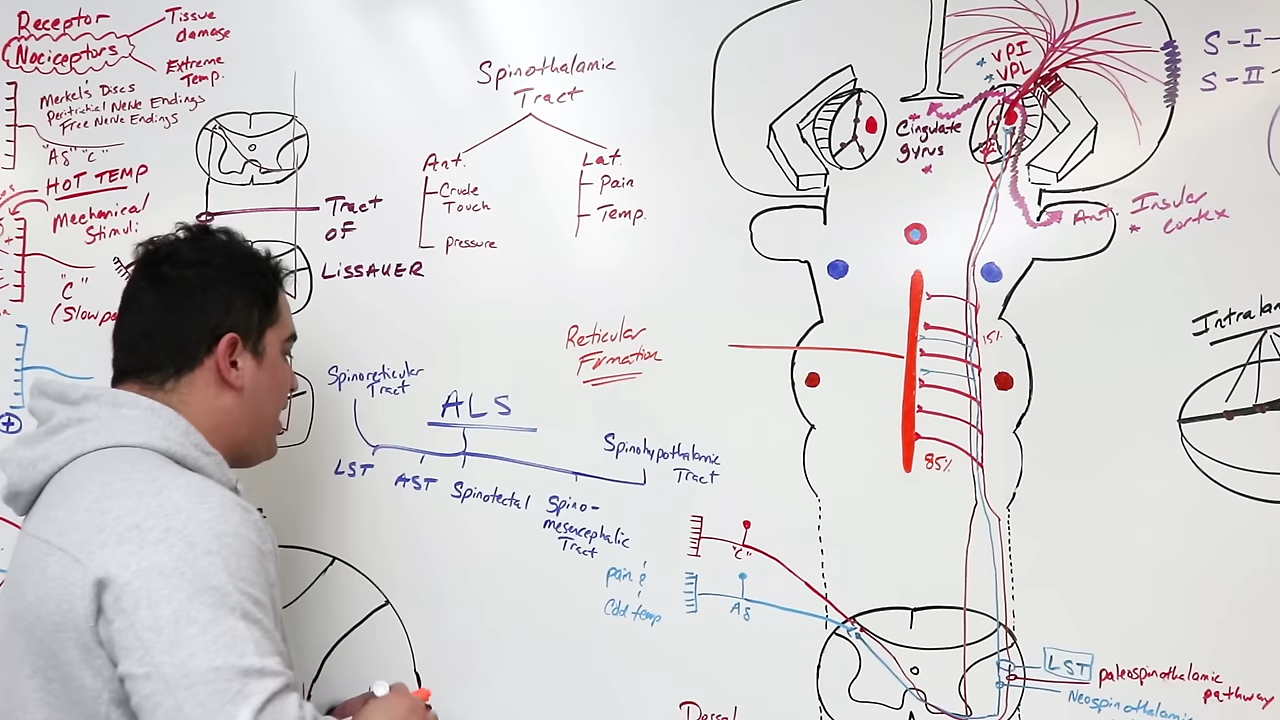 Receptor
Nociceptors
Tissue
damage
Extreme
Temp.
Merkel's Discs
Peritrichial Nerve Endings
Free Nerve Endings
"Aδ" "C"
HOT TEMP
Mechanical
Stimuli
"C"
(Slow
Tract
of
LISSAUER
Spinothalamic
Tract
Ant.
Crude
Touch
pressure
Lat.
Pain
Temp.
Reticular
Frmation
Spinoreticular
Tract
ALS
LST
AST
Spinotectal
Spino-
mesencephalic
Tract
Spinohypothalamic
Tract
"C"
Pain &
Cold temp
Aδ
VPI
VPL
Cingulate
gyrus
Ant. Insular
cortex
S-I
S-II
15%
85%
LST
paleospinothalamic
pathway
Neospinothalamic
Dorsal